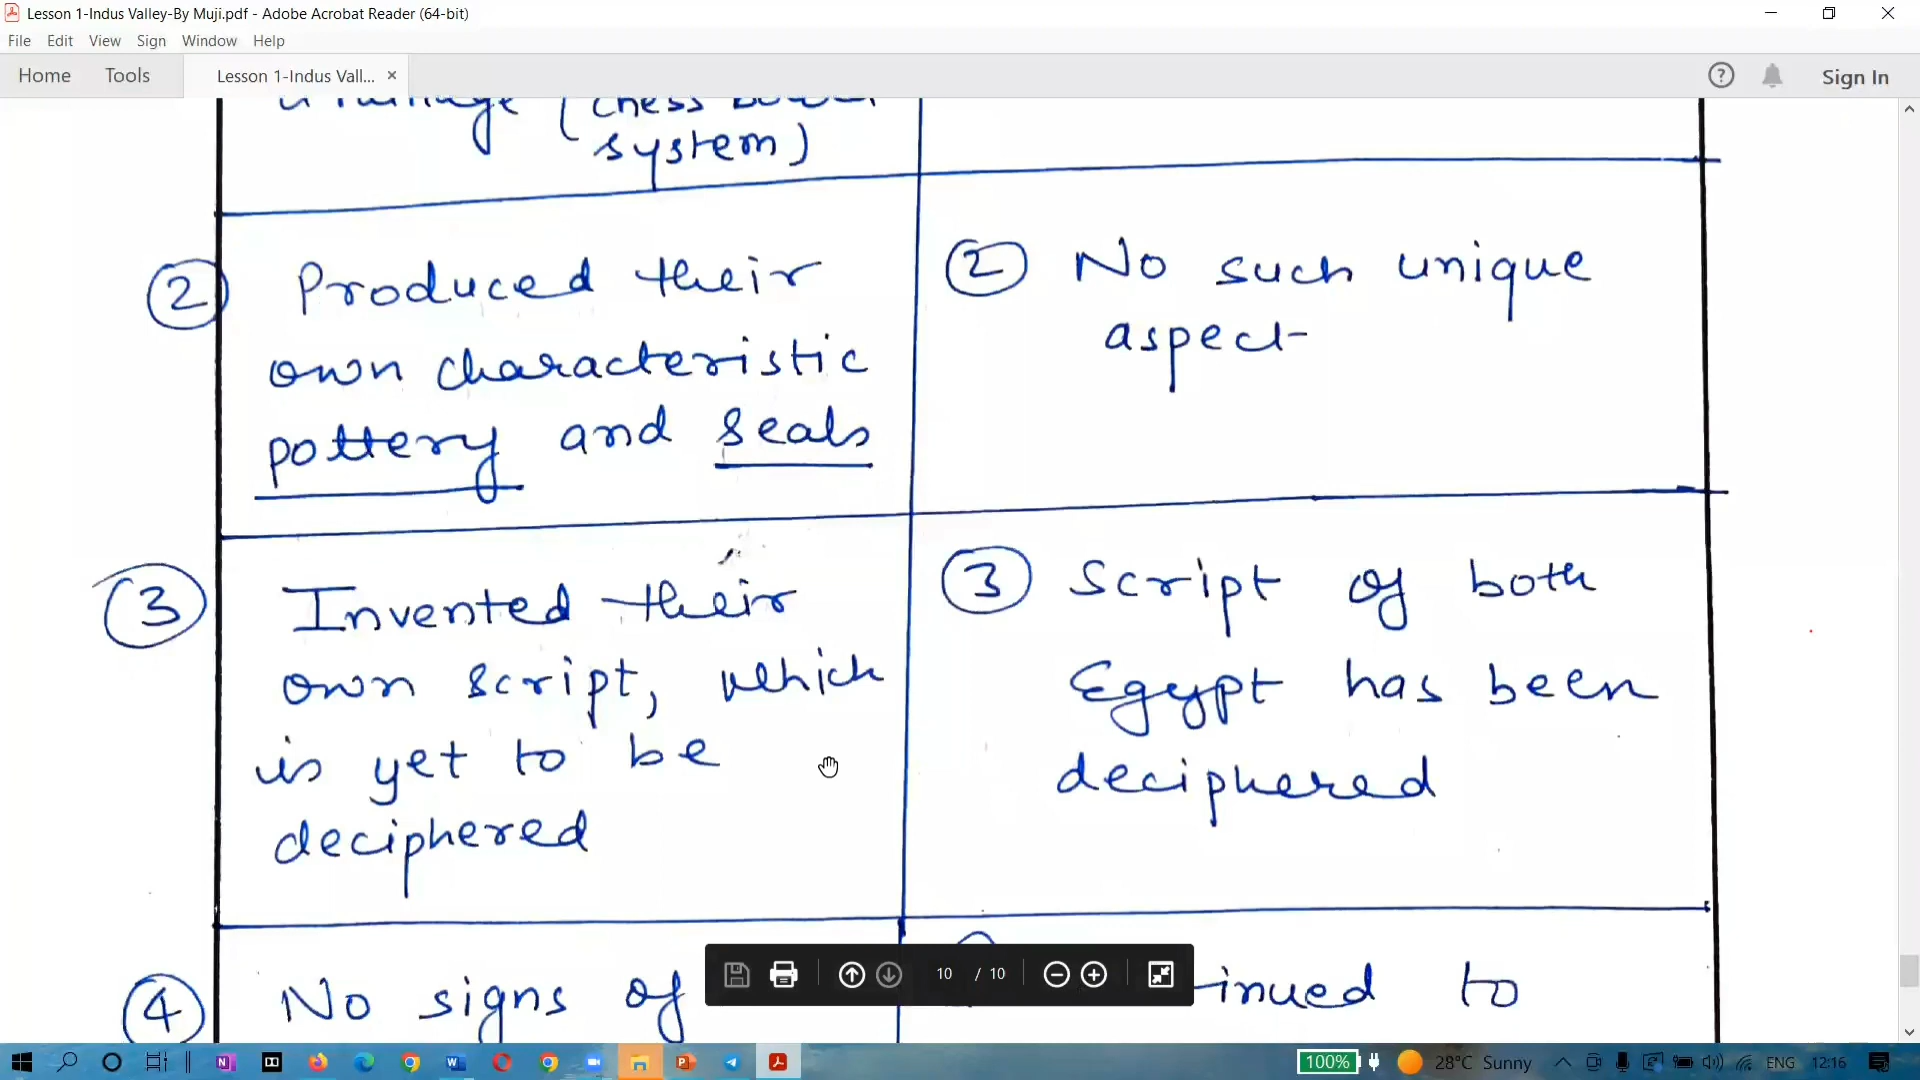 Lesson 1-Indus Valley-By Muji.pdf - Adobe Acrobat Reader (64-bit)
File Edit View Sign Window Help
Home Tools Lesson 1-Indus Vall... × Sign In
system)
② Produced their
own characteristic
pottery and seals
② No such unique
aspect
③ Invented their
own script, which
is yet to be
deciphered
③ Script of both
Egypt has been
deciphered
④ No signs of
tinued to
10 / 10
100% 28°C Sunny ENG 12:16